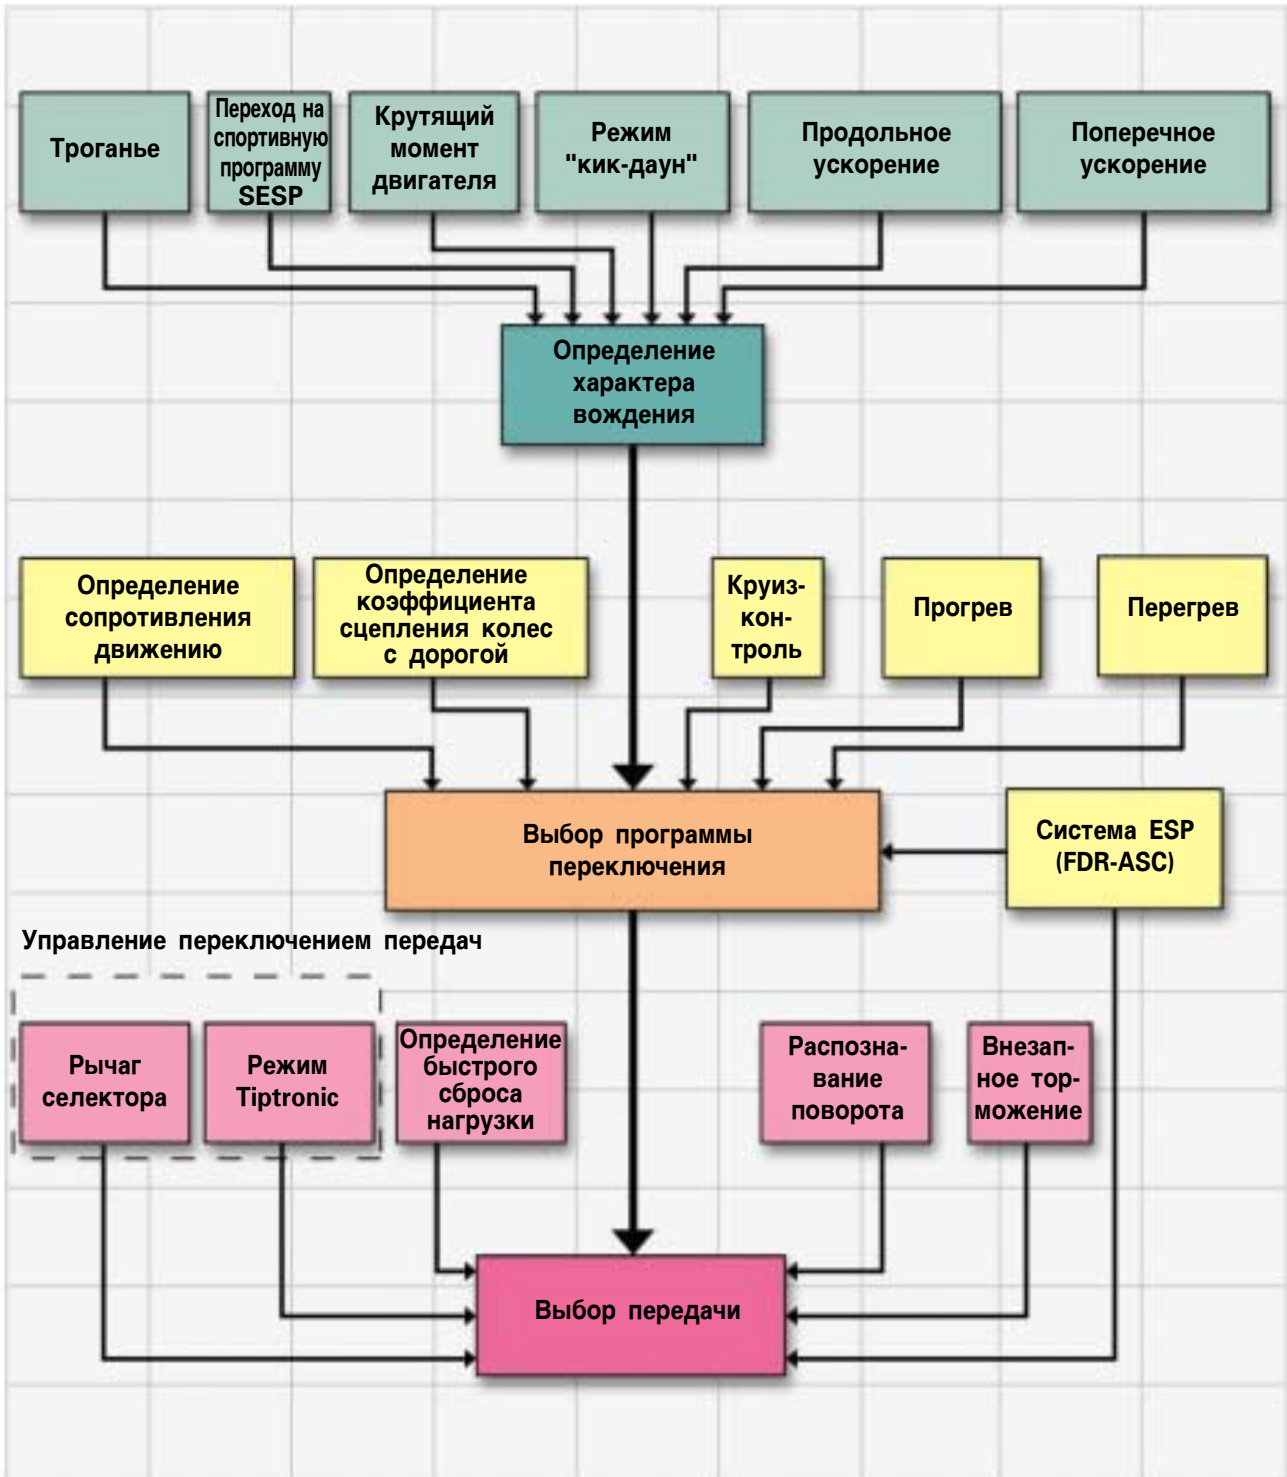 Троганье
Переход на
спортивную
программу
SESP
Крутящий
момент
двигателя
Режим
"кик-даун"
Продольное
ускорение
Поперечное
ускорение
Определение
характера
вождения
Определение
сопротивления
движению
Определение
коэффициента
сцепления колес
с дорогой
Круиз-
кон-
троль
Прогрев
Перегрев
Выбор программы
переключения
Система ESP
(FDR-ASC)
Управление переключением передач
Рычаг
селектора
Режим
Tiptronic
Определение
быстрого
сброса
нагрузки
Распозна-
вание
поворота
Внезап-
ное тор-
можение
Выбор передачи